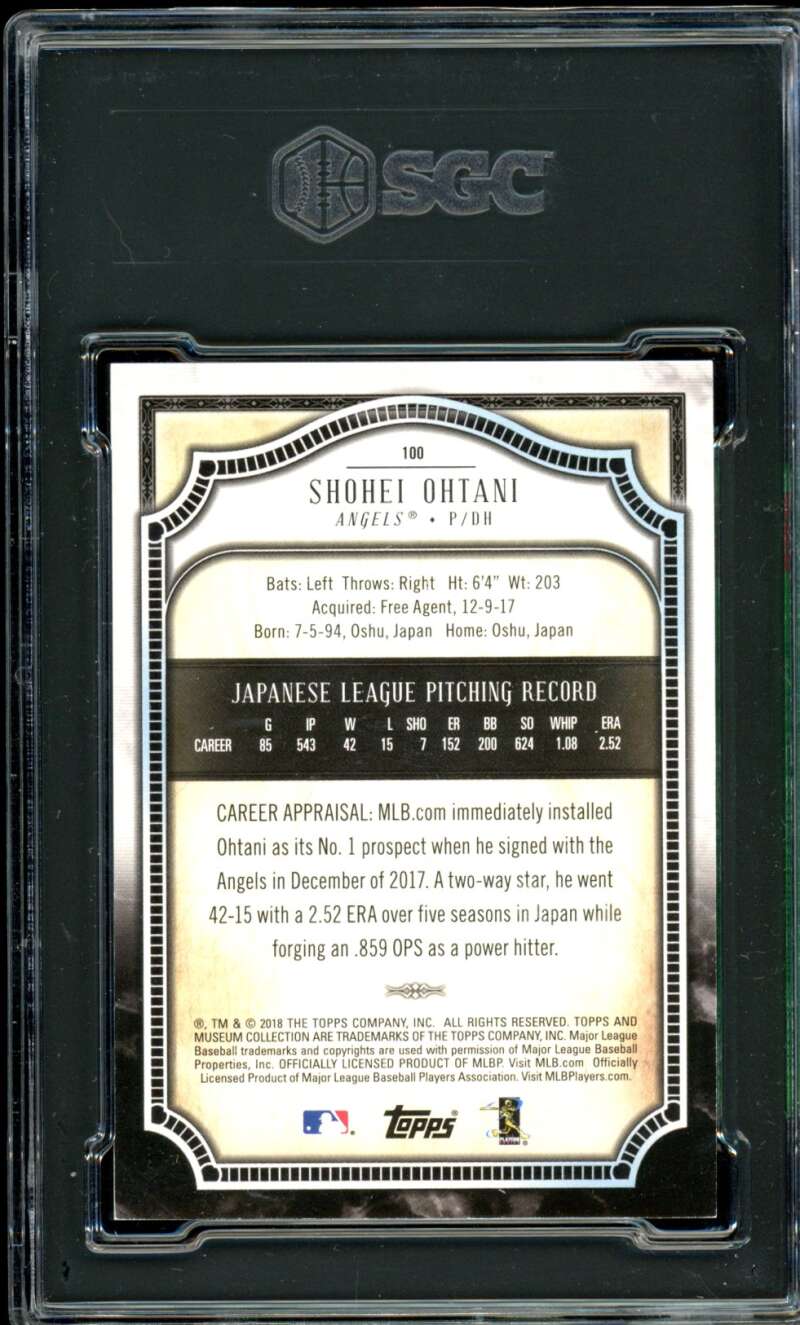 SGC
100
SHOHEI OHTANI
ANGELS® • P/DH
Bats: Left Throws: Right Ht: 6'4" Wt: 203
Acquired: Free Agent, 12-9-17
Born: 7-5-94, Oshu, Japan Home: Oshu, Japan
JAPANESE LEAGUE PITCHING RECORD
G IP W L SHO ER BB SO WHIP ERA
CAREER 85 543 42 15 7 152 200 624 1.08 2.52
CAREER APPRAISAL: MLB.com immediately installed
Ohtani as its No. 1 prospect when he signed with the
Angels in December of 2017. A two-way star, he went
42-15 with a 2.52 ERA over five seasons in Japan while
forging an .859 OPS as a power hitter.
®, TM & © 2018 THE TOPPS COMPANY, INC. ALL RIGHTS RESERVED. TOPPS AND
MUSEUM COLLECTION ARE TRADEMARKS OF THE TOPPS COMPANY, INC. Major League
Baseball trademarks and copyrights are used with permission of Major League Baseball
Properties, Inc. OFFICIALLY LICENSED PRODUCT OF MLBP. Visit MLB.com Officially
Licensed Product of Major League Baseball Players Association. Visit MLBPlayers.com.
topps®